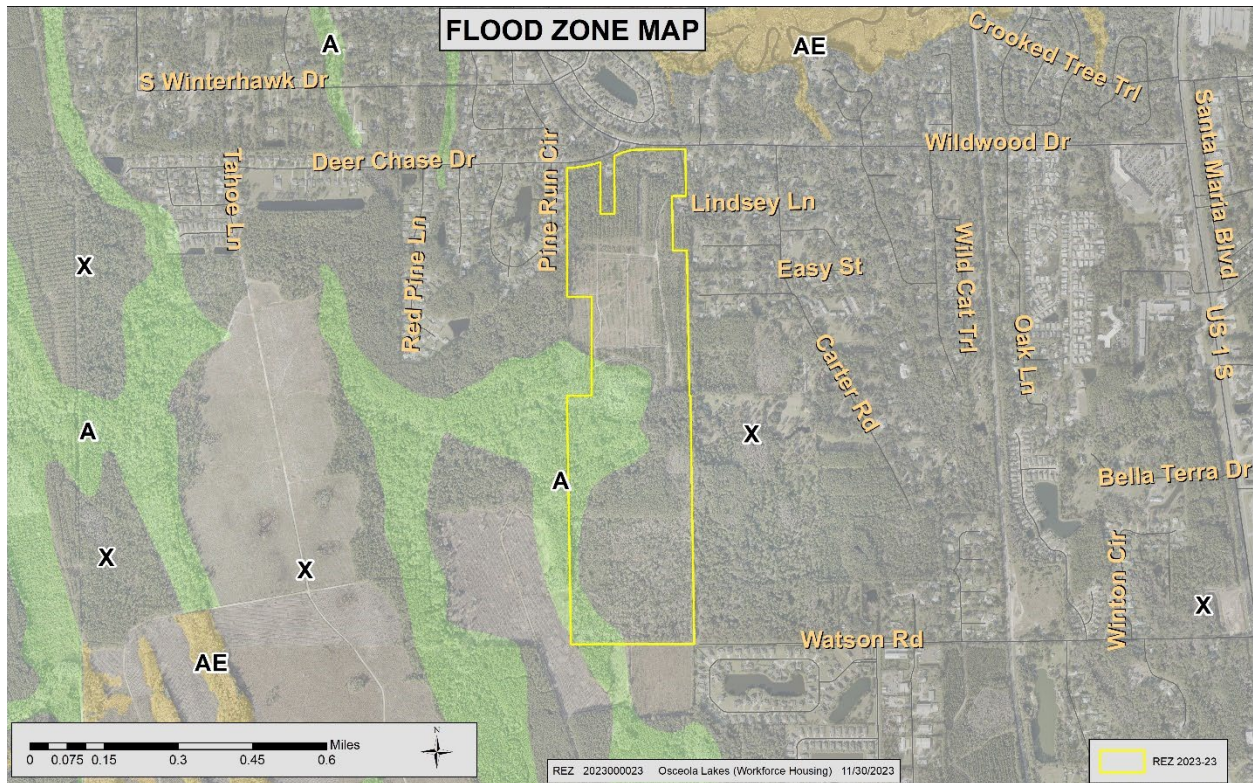 FLOOD ZONE MAP
A
AE
Crooked Tree Trl
S Winterhawk Dr
Santa Maria Blvd
Wildwood Dr
Deer Chase Dr
Pine Run Cir
Tahoe Ln
Lindsey Ln
Red Pine Ln
Wild Cat Trl
X
Easy St
Oak Ln
US 1 S
Carter Rd
A
X
A
Bella Terra Dr
X
X
Winton Cir
X
Watson Rd
AE
N
Miles
0 0.075 0.15 0.3 0.45 0.6
REZ 2023000023 Osceola Lakes (Workforce Housing) 11/30/2023
REZ 2023-23